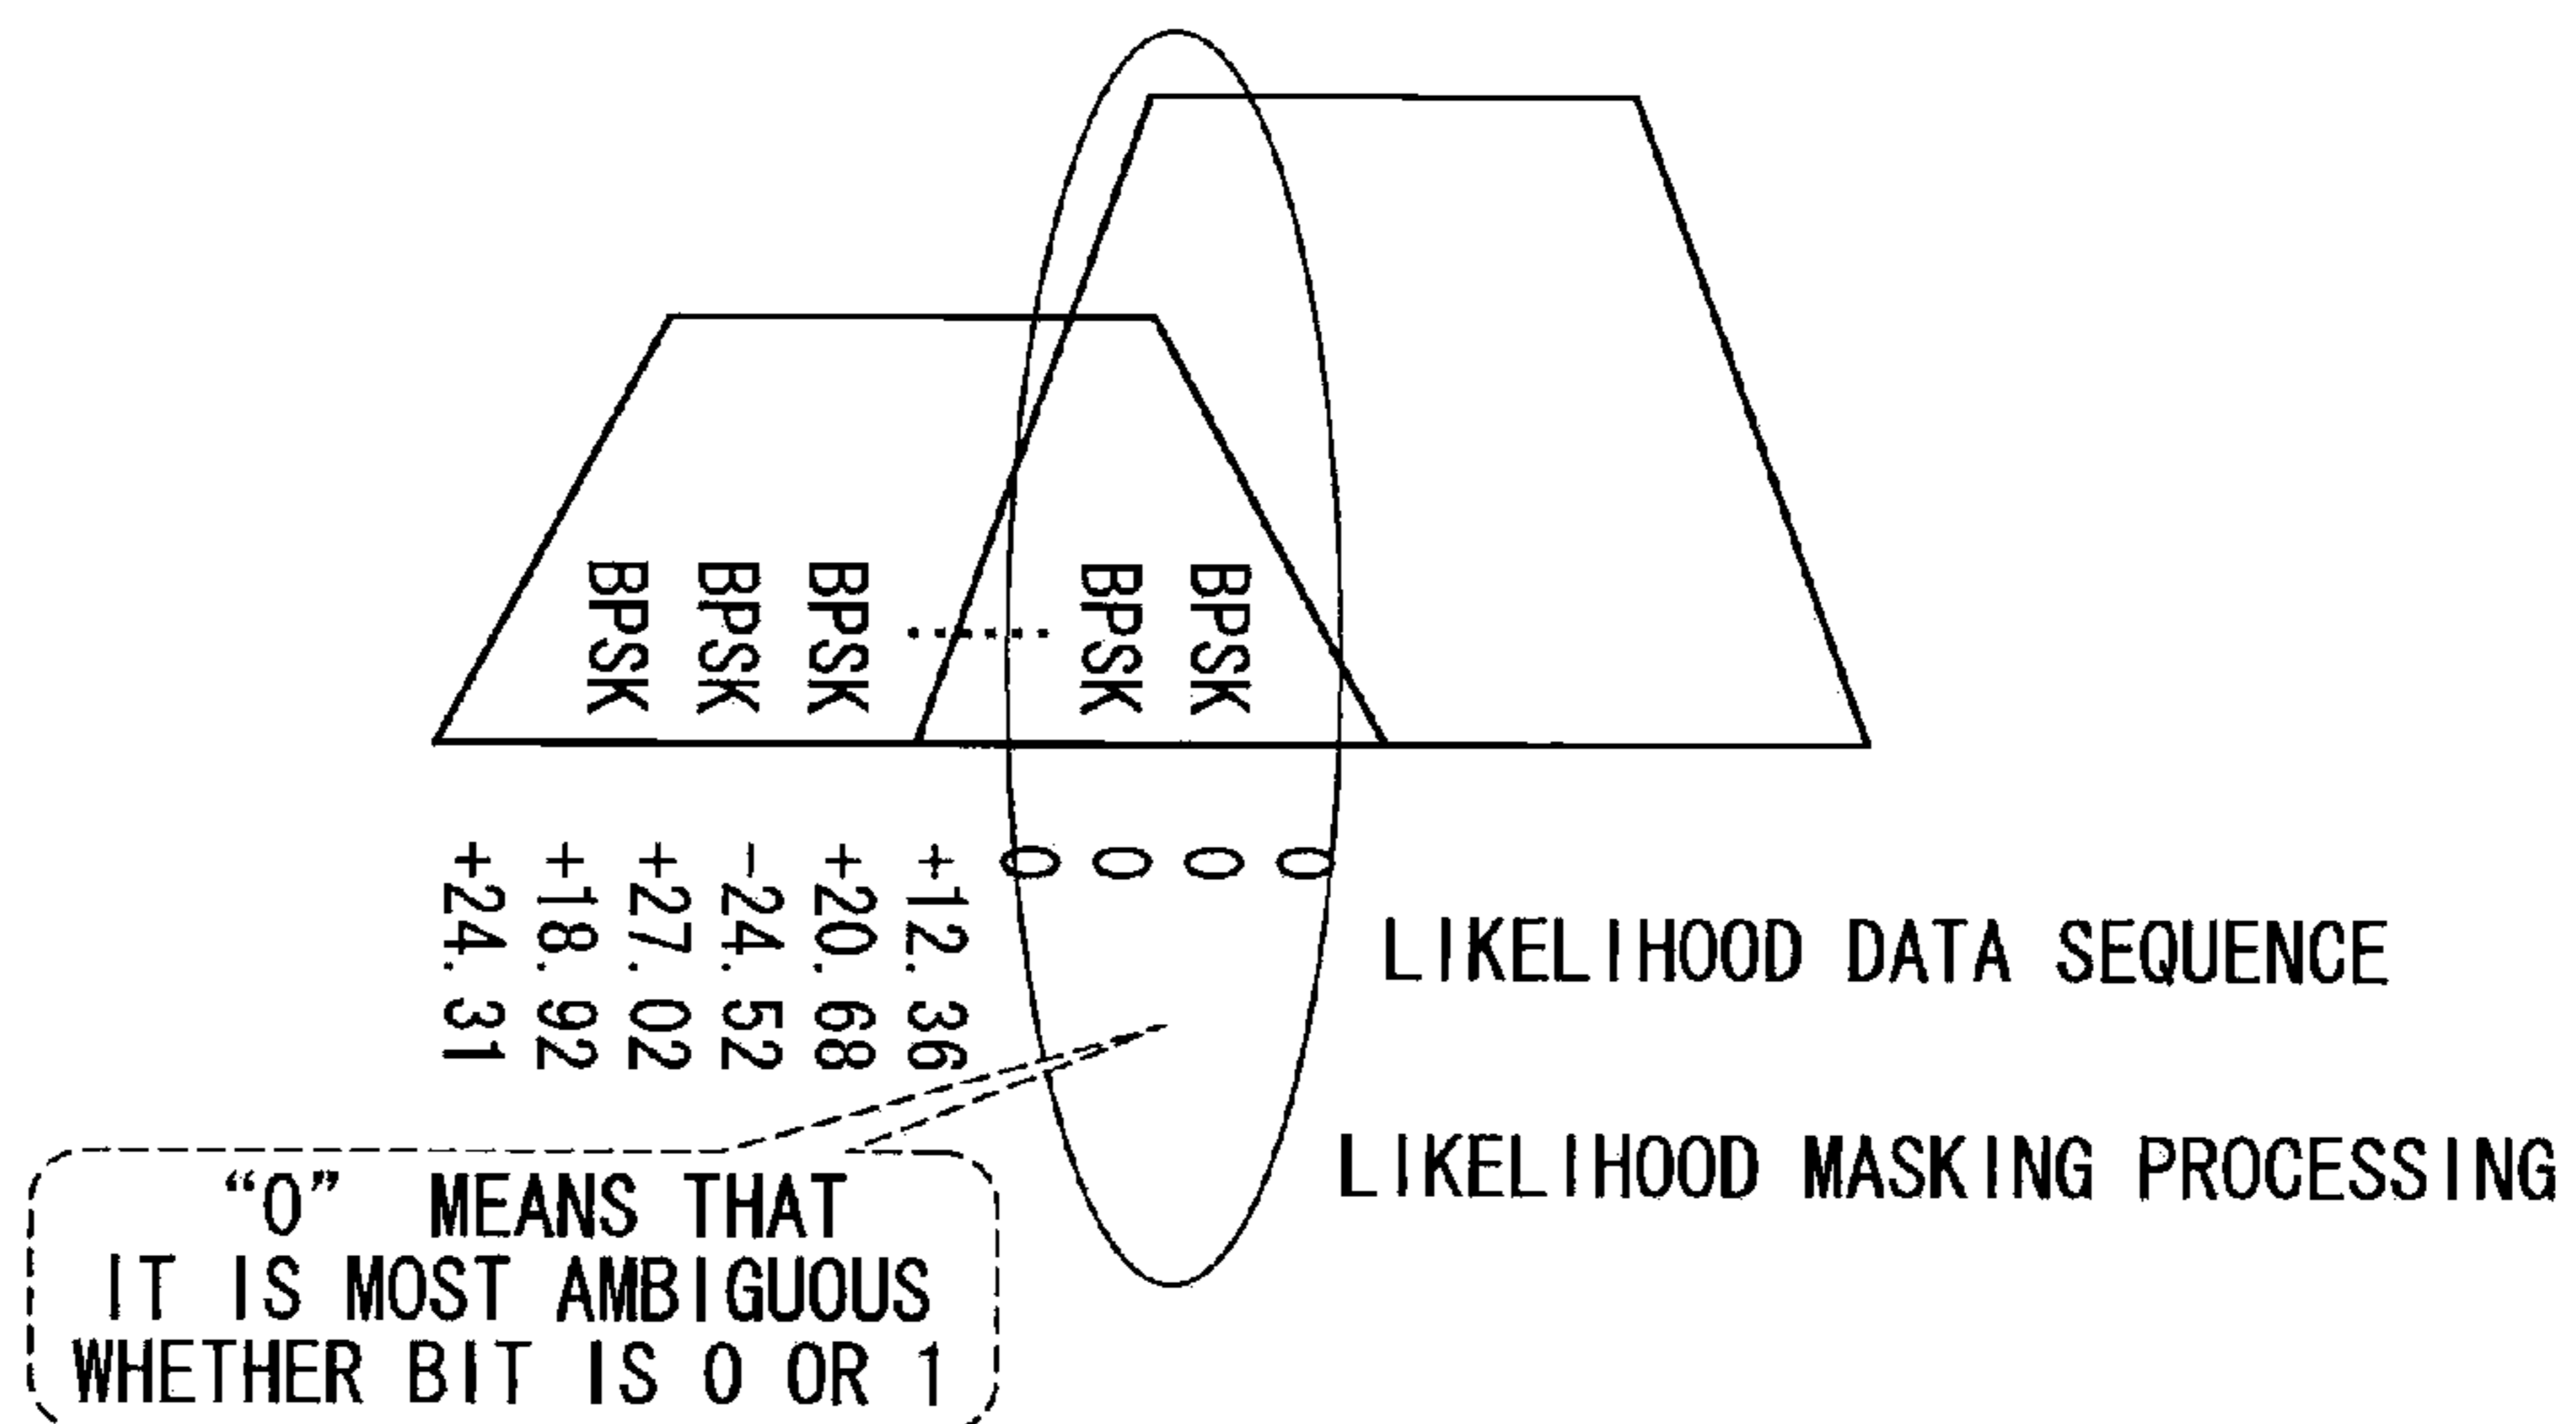 BPSK
BPSK
BPSK
BPSK
BPSK
+24.31
+18.92
+27.02
-24.52
+20.68
+12.36
0
0
0
0
LIKELIHOOD DATA SEQUENCE
LIKELIHOOD MASKING PROCESSING
“0” MEANS THAT
IT IS MOST AMBIGUOUS
WHETHER BIT IS 0 OR 1